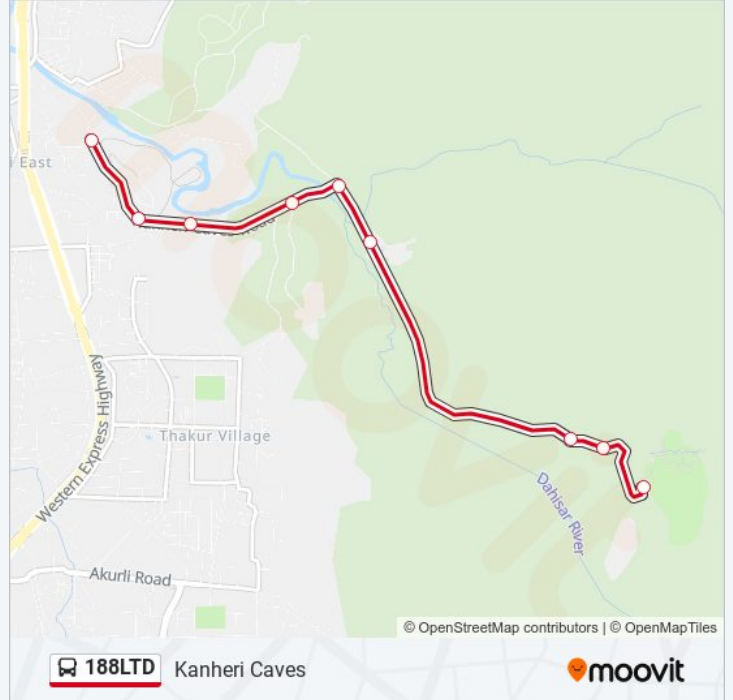 i East
Western Express Highway
Thakur Village
Dahisar River
Akurli Road
© OpenStreetMap contributors | © OpenMapTiles
188LTD Kanheri Caves
moovit